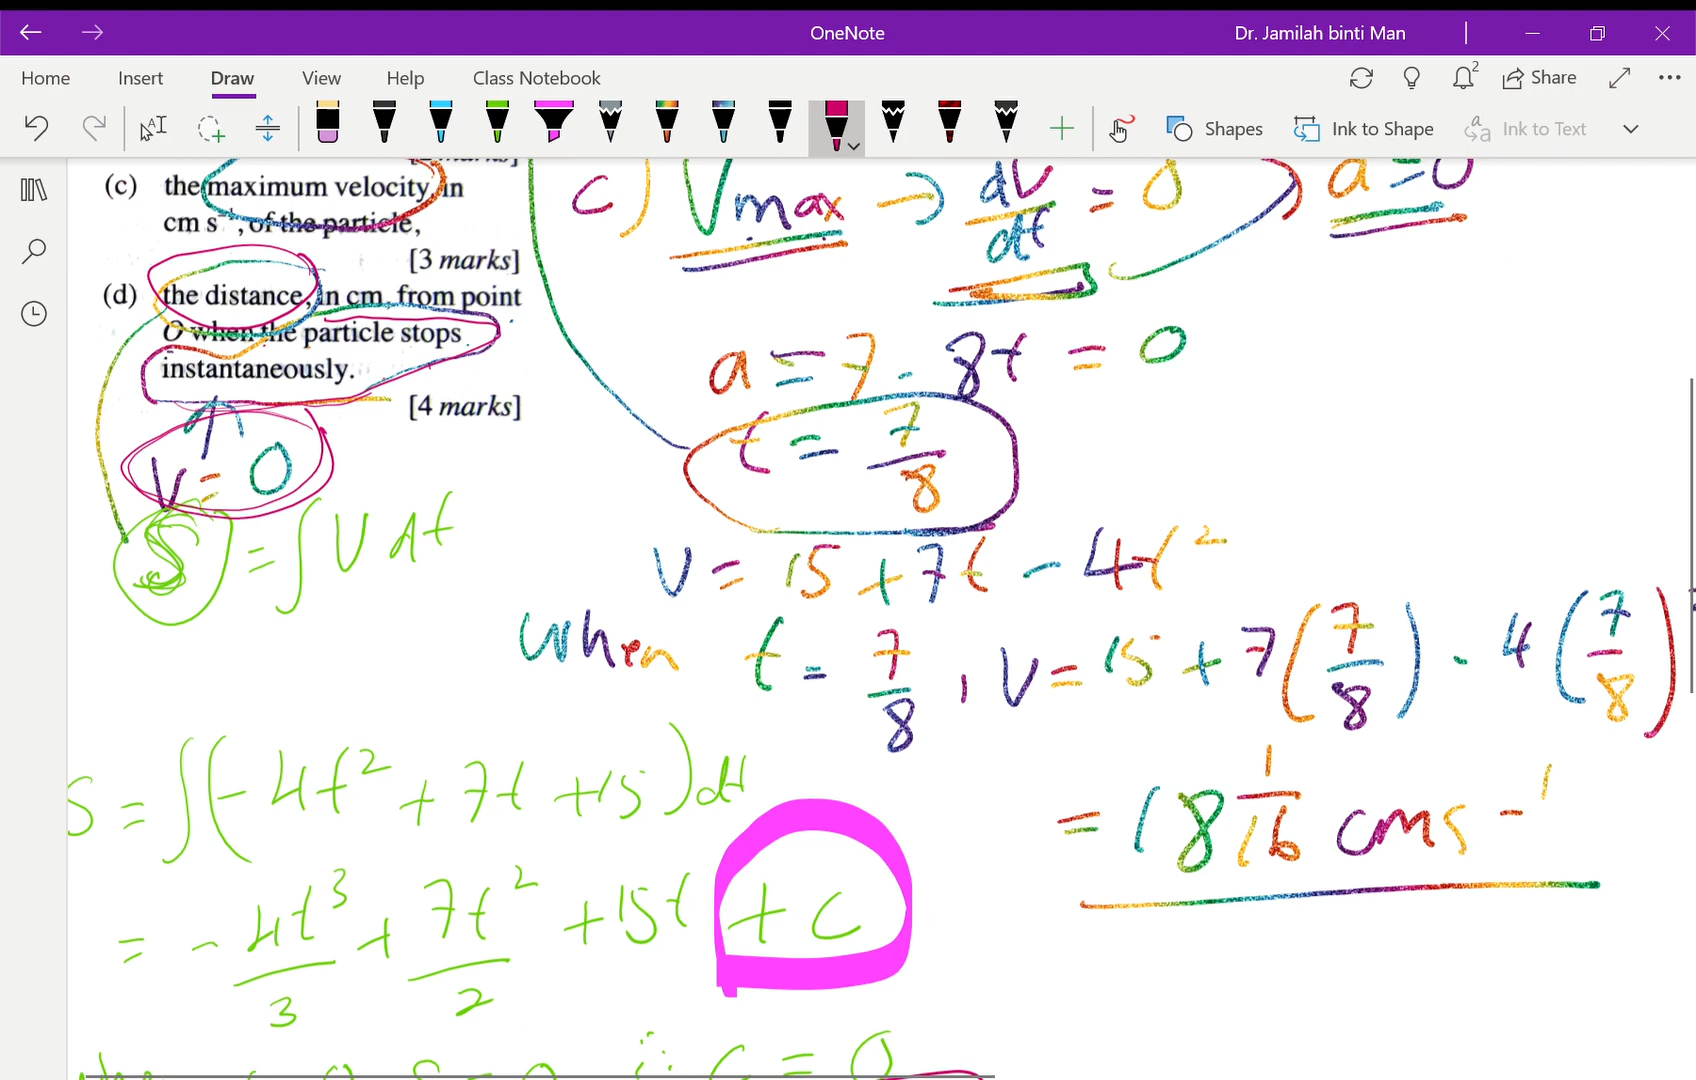 OneNote
Dr. Jamilah binti Man
Home Insert Draw View Help Class Notebook
2
Share
Shapes
Ink to Shape
Ink to Text
(c) the maximum velocity, in
cm s⁻¹, of the particle,
[3 marks]
(d) the distance, in cm, from point
O when the particle stops
instantaneously.
[4 marks]
v = 0
S = ∫ V dt
c) Vmax → dV/dt = 0 a = 0
a = 7 - 8t = 0
t = 7/8
V = 15 + 7t - 4t²
when t = 7/8, V = 15 + 7(7/8) - 4(7/8)
= 18 1/16 cms⁻¹
S = ∫(-4t² + 7t + 15)dt
= -4t³/3 + 7t²/2 + 15t + c
C = 0